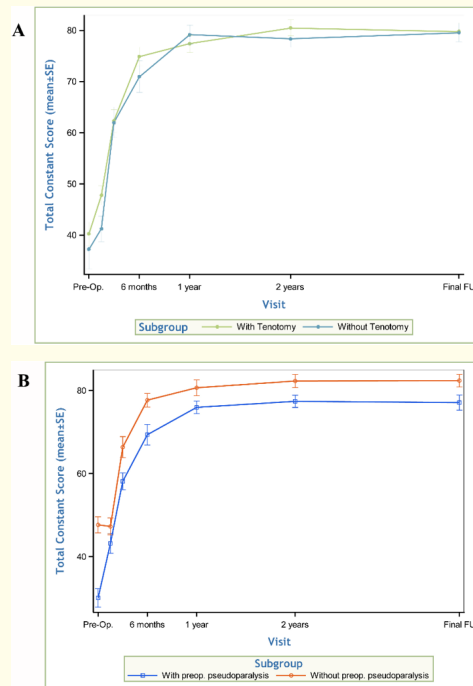 A
Total Constant Score (mean±SE)
80
70
60
50
40
Pre-Op.
6 months
1 year
2 years
Final FU
Visit
Subgroup
With Tenotomy
Without Tenotomy
B
Total Constant Score (mean±SE)
80
60
40
Pre-Op.
6 months
1 year
2 years
Final FU
Visit
Subgroup
With preop. pseudoparalysis
Without preop. pseudoparalysis